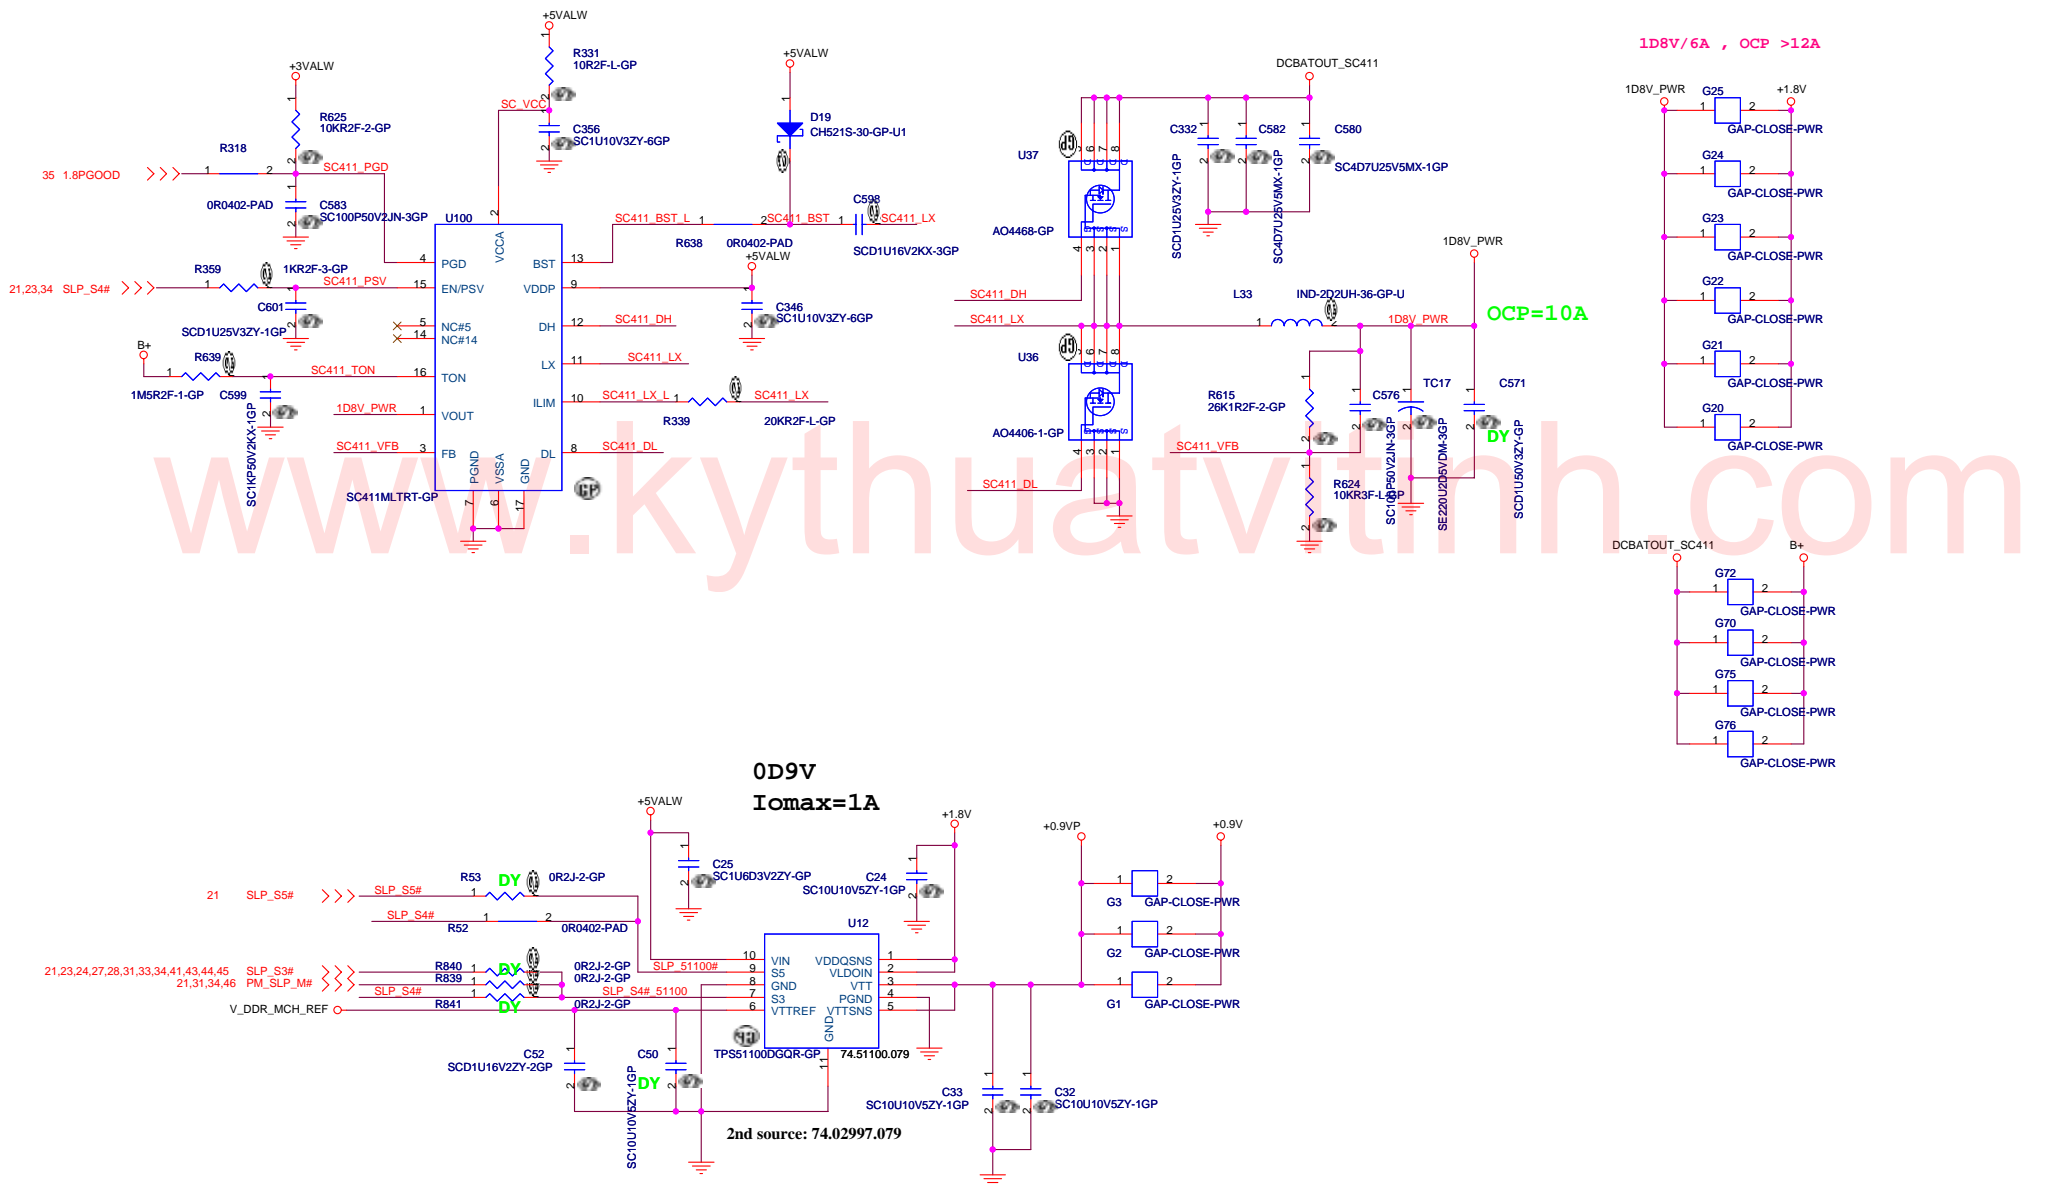 1D8V/6A , OCP >12A
+5VALW
R331
10R2F-L-GP
SC_VCC
C356
SC1U10V3ZY-6GP
+3VALW
R625
10KR2F-2-GP
R318
35 1.8PGOOD
SC411_PGD
0R0402-PAD
C583
SC100P50V2JN-3GP
+5VALW
D19
CH521S-30-GP-U1
C598
SC411_BST_L
SC411_BST
SC411_LX
R638
0R0402-PAD
SCD1U16V2KX-3GP
+5VALW
C346
SC1U10V3ZY-6GP
U100
VCCA
PGD
EN/PSV
NC#5
NC#14
TON
VOUT
FB
BST
VDDP
DH
LX
ILIM
DL
PGND
VSSA
GND
SC411MLTRT-GP
R359
1KR2F-3-GP
21,23,34 SLP_S4#
SC411_PSV
C601
SCD1U25V3ZY-1GP
B+
R639
1M5R2F-1-GP
SC411_TON
C599
SC1KP50V2KX-1GP
1D8V_PWR
SC411_VFB
SC411_DH
SC411_LX
SC411_LX_L
SC411_LX
R339
20KR2F-L-GP
SC411_DL
DCBATOUT_SC411
C332
C582
C580
SCD1U25V3ZY-1GP
SC4D7U25V5MX-1GP
SC4D7U25V5MX-1GP
U37
AO4468-GP
SC411_DH
SC411_LX
U36
AO4406-1-GP
SC411_DL
L33
IND-2D2UH-36-GP-U
1D8V_PWR
1D8V_PWR
OCP=10A
R615
26K1R2F-2-GP
SC411_VFB
R624
10KR3F-L-GP
C576
SC100P50V2JN-3GP
TC17
SE220U2D5VDM-3GP
C571
DY
SCD1U50V3ZY-GP
1D8V_PWR
+1.8V
G25
GAP-CLOSE-PWR
G24
GAP-CLOSE-PWR
G23
GAP-CLOSE-PWR
G22
GAP-CLOSE-PWR
G21
GAP-CLOSE-PWR
G20
GAP-CLOSE-PWR
www.kythuatvitinh.com
DCBATOUT_SC411
B+
G72
GAP-CLOSE-PWR
G70
GAP-CLOSE-PWR
G75
GAP-CLOSE-PWR
G76
GAP-CLOSE-PWR
0D9V
Iomax=1A
+5VALW
C25
SC1U6D3V2ZY-GP
+1.8V
C24
SC10U10V5ZY-1GP
R53
DY
0R2J-2-GP
21 SLP_S5#
SLP_S5#
SLP_S4#
R52
0R0402-PAD
21,23,24,27,28,31,33,34,41,43,44,45 SLP_S3#
R840
DY
0R2J-2-GP
21,31,34,46 PM_SLP_M#
R839
0R2J-2-GP
SLP_S4#
R841
DY
0R2J-2-GP
SLP_51100#
SLP_S4#_51100
V_DDR_MCH_REF
C52
SCD1U16V2ZY-2GP
C50
DY
SC10U10V5ZY-1GP
U12
VIN
S5
GND
S3
VTTREF
VDDQSNS
VLDOIN
VTT
PGND
VTTSNS
GND
TPS51100DGQR-GP
74.51100.079
+0.9VP
+0.9V
G3
GAP-CLOSE-PWR
G2
GAP-CLOSE-PWR
G1
GAP-CLOSE-PWR
C33
SC10U10V5ZY-1GP
C32
SC10U10V5ZY-1GP
2nd source: 74.02997.079